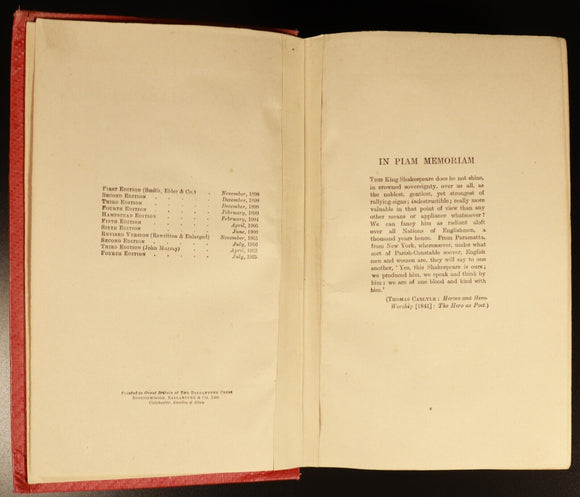 First Edition (Smith, Elder & Co.) . November, 1898
Second Edition . . . . . December, 1898
Third Edition . . . . . December, 1898
Fourth Edition . . . . . February, 1899
Hampstead Edition . . . . February, 1904
Fifth Edition . . . . . April, 1905
Sixth Edition . . . . . June, 1908
Revised Version (Rewritten & Enlarged) November, 1915
Second Edition . . . . . July, 1916
Third Edition (John Murray) . . April, 1922
Fourth Edition . . . . . July, 1925
Printed in Great Britain at The Ballantyne Press
Spottiswoode, Ballantyne & Co. Ltd.
Colchester, London & Eton
IN PIAM MEMORIAM
This King Shakespeare does he not shine,
in crowned sovereignty, over us all, as
the noblest, gentlest, yet strongest of
rallying-signs; indestructible; really more
valuable in that point of view than any
other means or appliance whatsoever?
We can fancy him as radiant aloft
over all Nations of Englishmen, a
thousand years hence. From Paramatta,
from New York, wheresoever, under what
sort of Parish-Constable soever, English
men and women are, they will say to one
another, ' Yes, this Shakespeare is ours; we
produced him, we speak and think by
him; we are of one blood and kind with
him.'
(Thomas Carlyle: Heroes and Hero-
Worship [1841]: The Hero as Poet.)